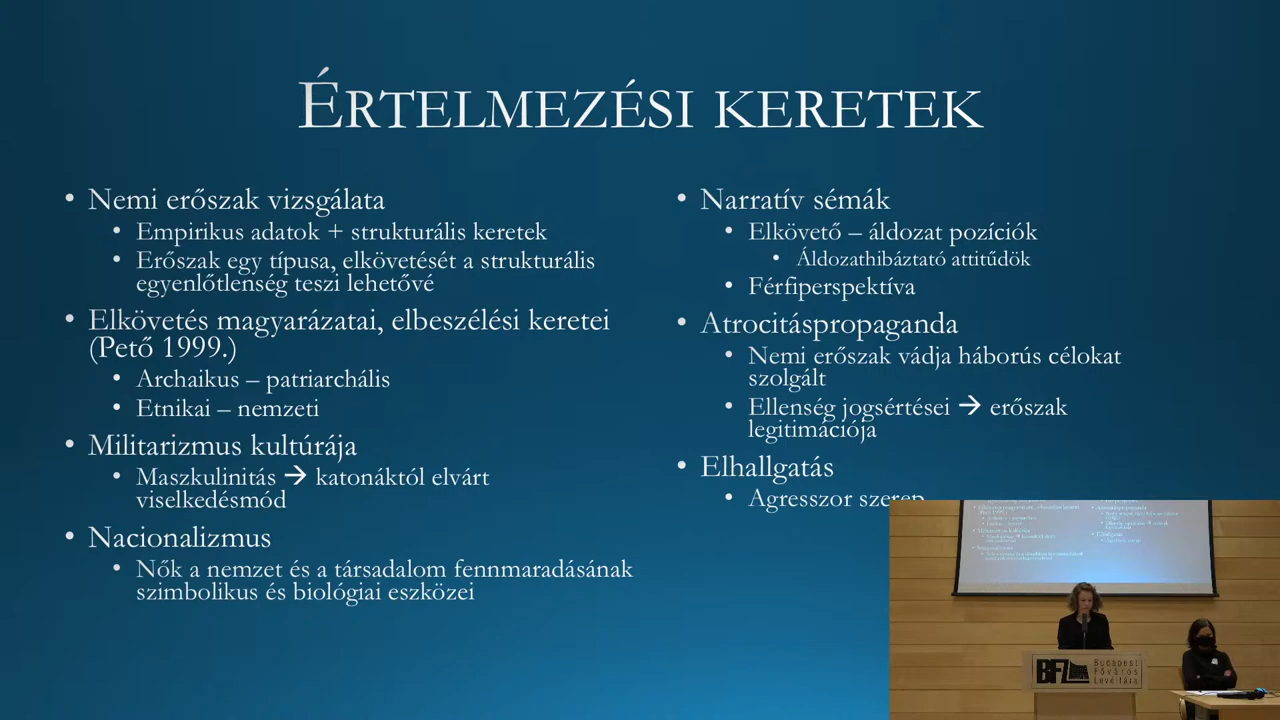 ÉRTELMEZÉSI KERETEK
• Nemi erőszak vizsgálata
• Empirikus adatok + strukturális keretek
• Erőszak egy típusa, elkövetését a strukturális
egyenlőtlenség teszi lehetővé
• Elkövetés magyarázatai, elbeszélési keretei
(Pető 1999.)
• Archaikus – patriarchális
• Etnikai – nemzeti
• Militarizmus kultúrája
• Maszkulinitás → katonáktól elvárt
viselkedésmód
• Nacionalizmus
• Nők a nemzet és a társadalom fennmaradásának
szimbolikus és biológiai eszközei
• Narratív sémák
• Elkövető – áldozat pozíciók
• Áldozathibáztató attitűdök
• Férfiperspektíva
• Atrocitáspropaganda
• Nemi erőszak vádja háborús célokat
szolgált
• Ellenség jogsértései → erőszak
legitimációja
• Elhallgatás
• Agresszor szerep
BFL
Budapest
Főváros
Levéltára